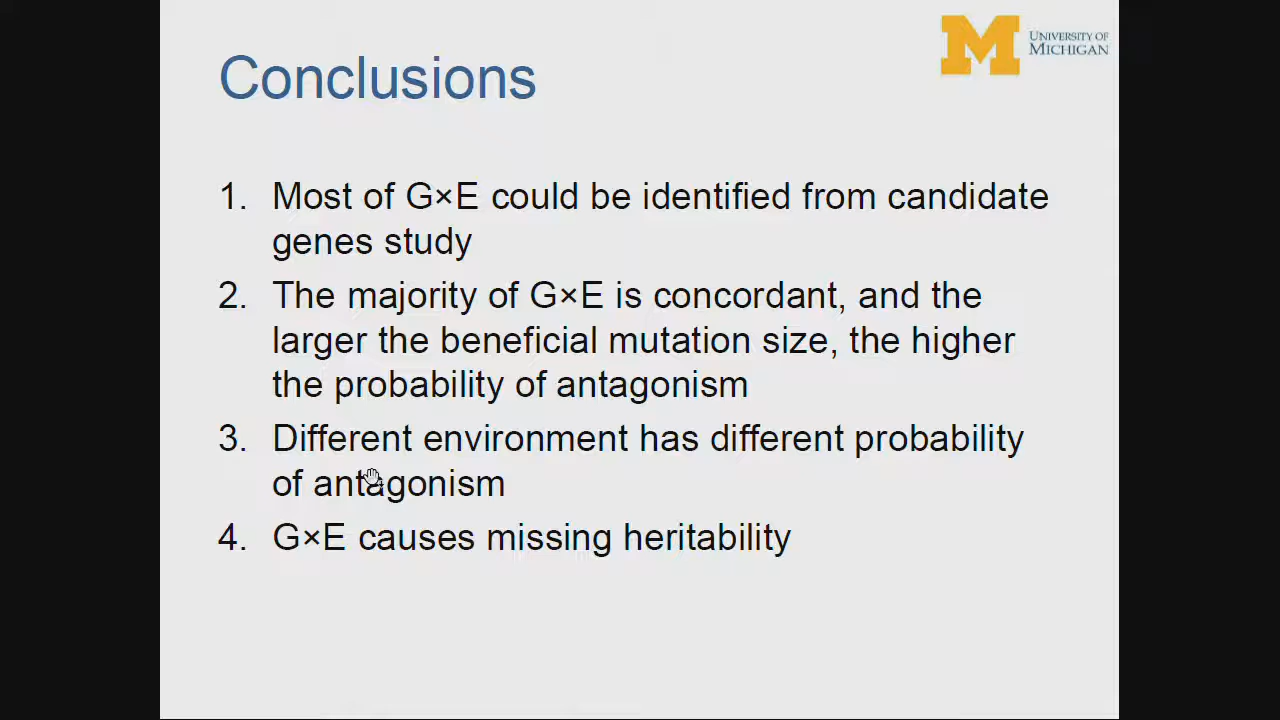 Conclusions
M
UNIVERSITY OF
MICHIGAN
1. Most of G×E could be identified from candidate
genes study
2. The majority of G×E is concordant, and the
larger the beneficial mutation size, the higher
the probability of antagonism
3. Different environment has different probability
of antagonism
4. G×E causes missing heritability